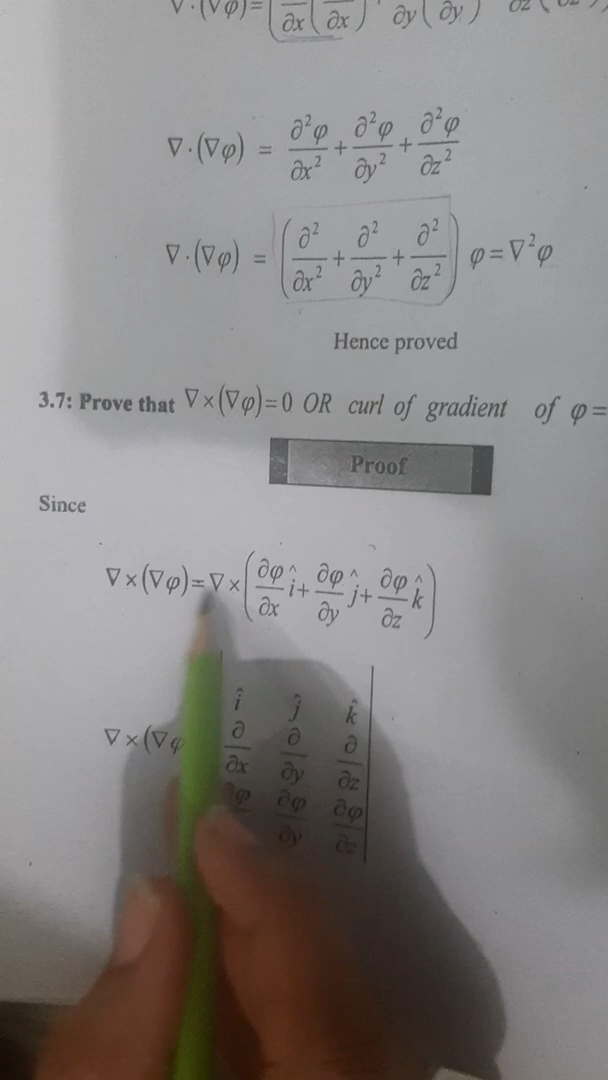 ∇·(∇φ)= (∂/∂x(∂φ/∂x) ∂y(∂y)
∇·(∇φ) = ∂²φ/∂x² + ∂²φ/∂y² + ∂²φ/∂z²
∇·(∇φ) = (∂²/∂x² + ∂²/∂y² + ∂²/∂z²) φ=∇²φ
Hence proved
3.7: Prove that ∇×(∇φ)=0 OR curl of gradient of φ=
Proof
Since
∇×(∇φ)=∇×(∂φ/∂x î+ ∂φ/∂y ĵ+ ∂φ/∂z k̂)
î ĵ k̂
∇×(∇φ ∂/∂x ∂/∂y ∂/∂z
∂φ ∂φ/∂y ∂φ/∂z